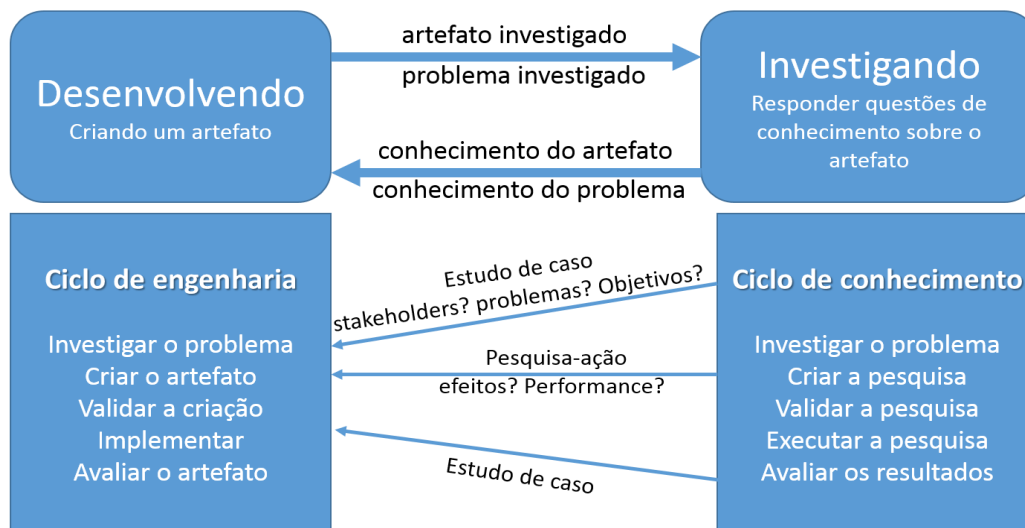 Desenvolvendo
Criando um artefato
artefato investigado
problema investigado
conhecimento do artefato
conhecimento do problema
Investigando
Responder questões de
conhecimento sobre o
artefato
Ciclo de engenharia
Investigar o problema
Criar o artefato
Validar a criação
Implementar
Avaliar o artefato
Estudo de caso
stakeholders? problemas? Objetivos?
Pesquisa-ação
efeitos? Performance?
Estudo de caso
Ciclo de conhecimento
Investigar o problema
Criar a pesquisa
Validar a pesquisa
Executar a pesquisa
Avaliar os resultados